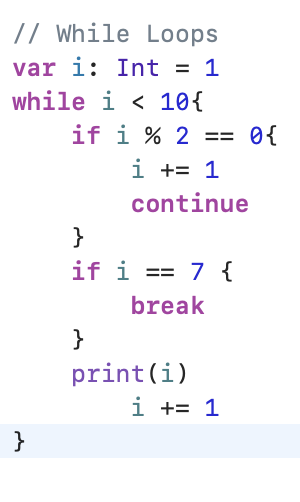 // While Loops
var i: Int = 1
while i < 10{
    if i % 2 == 0{
        i += 1
        continue
    }
    if i == 7 {
        break
    }
    print(i)
        i += 1
}